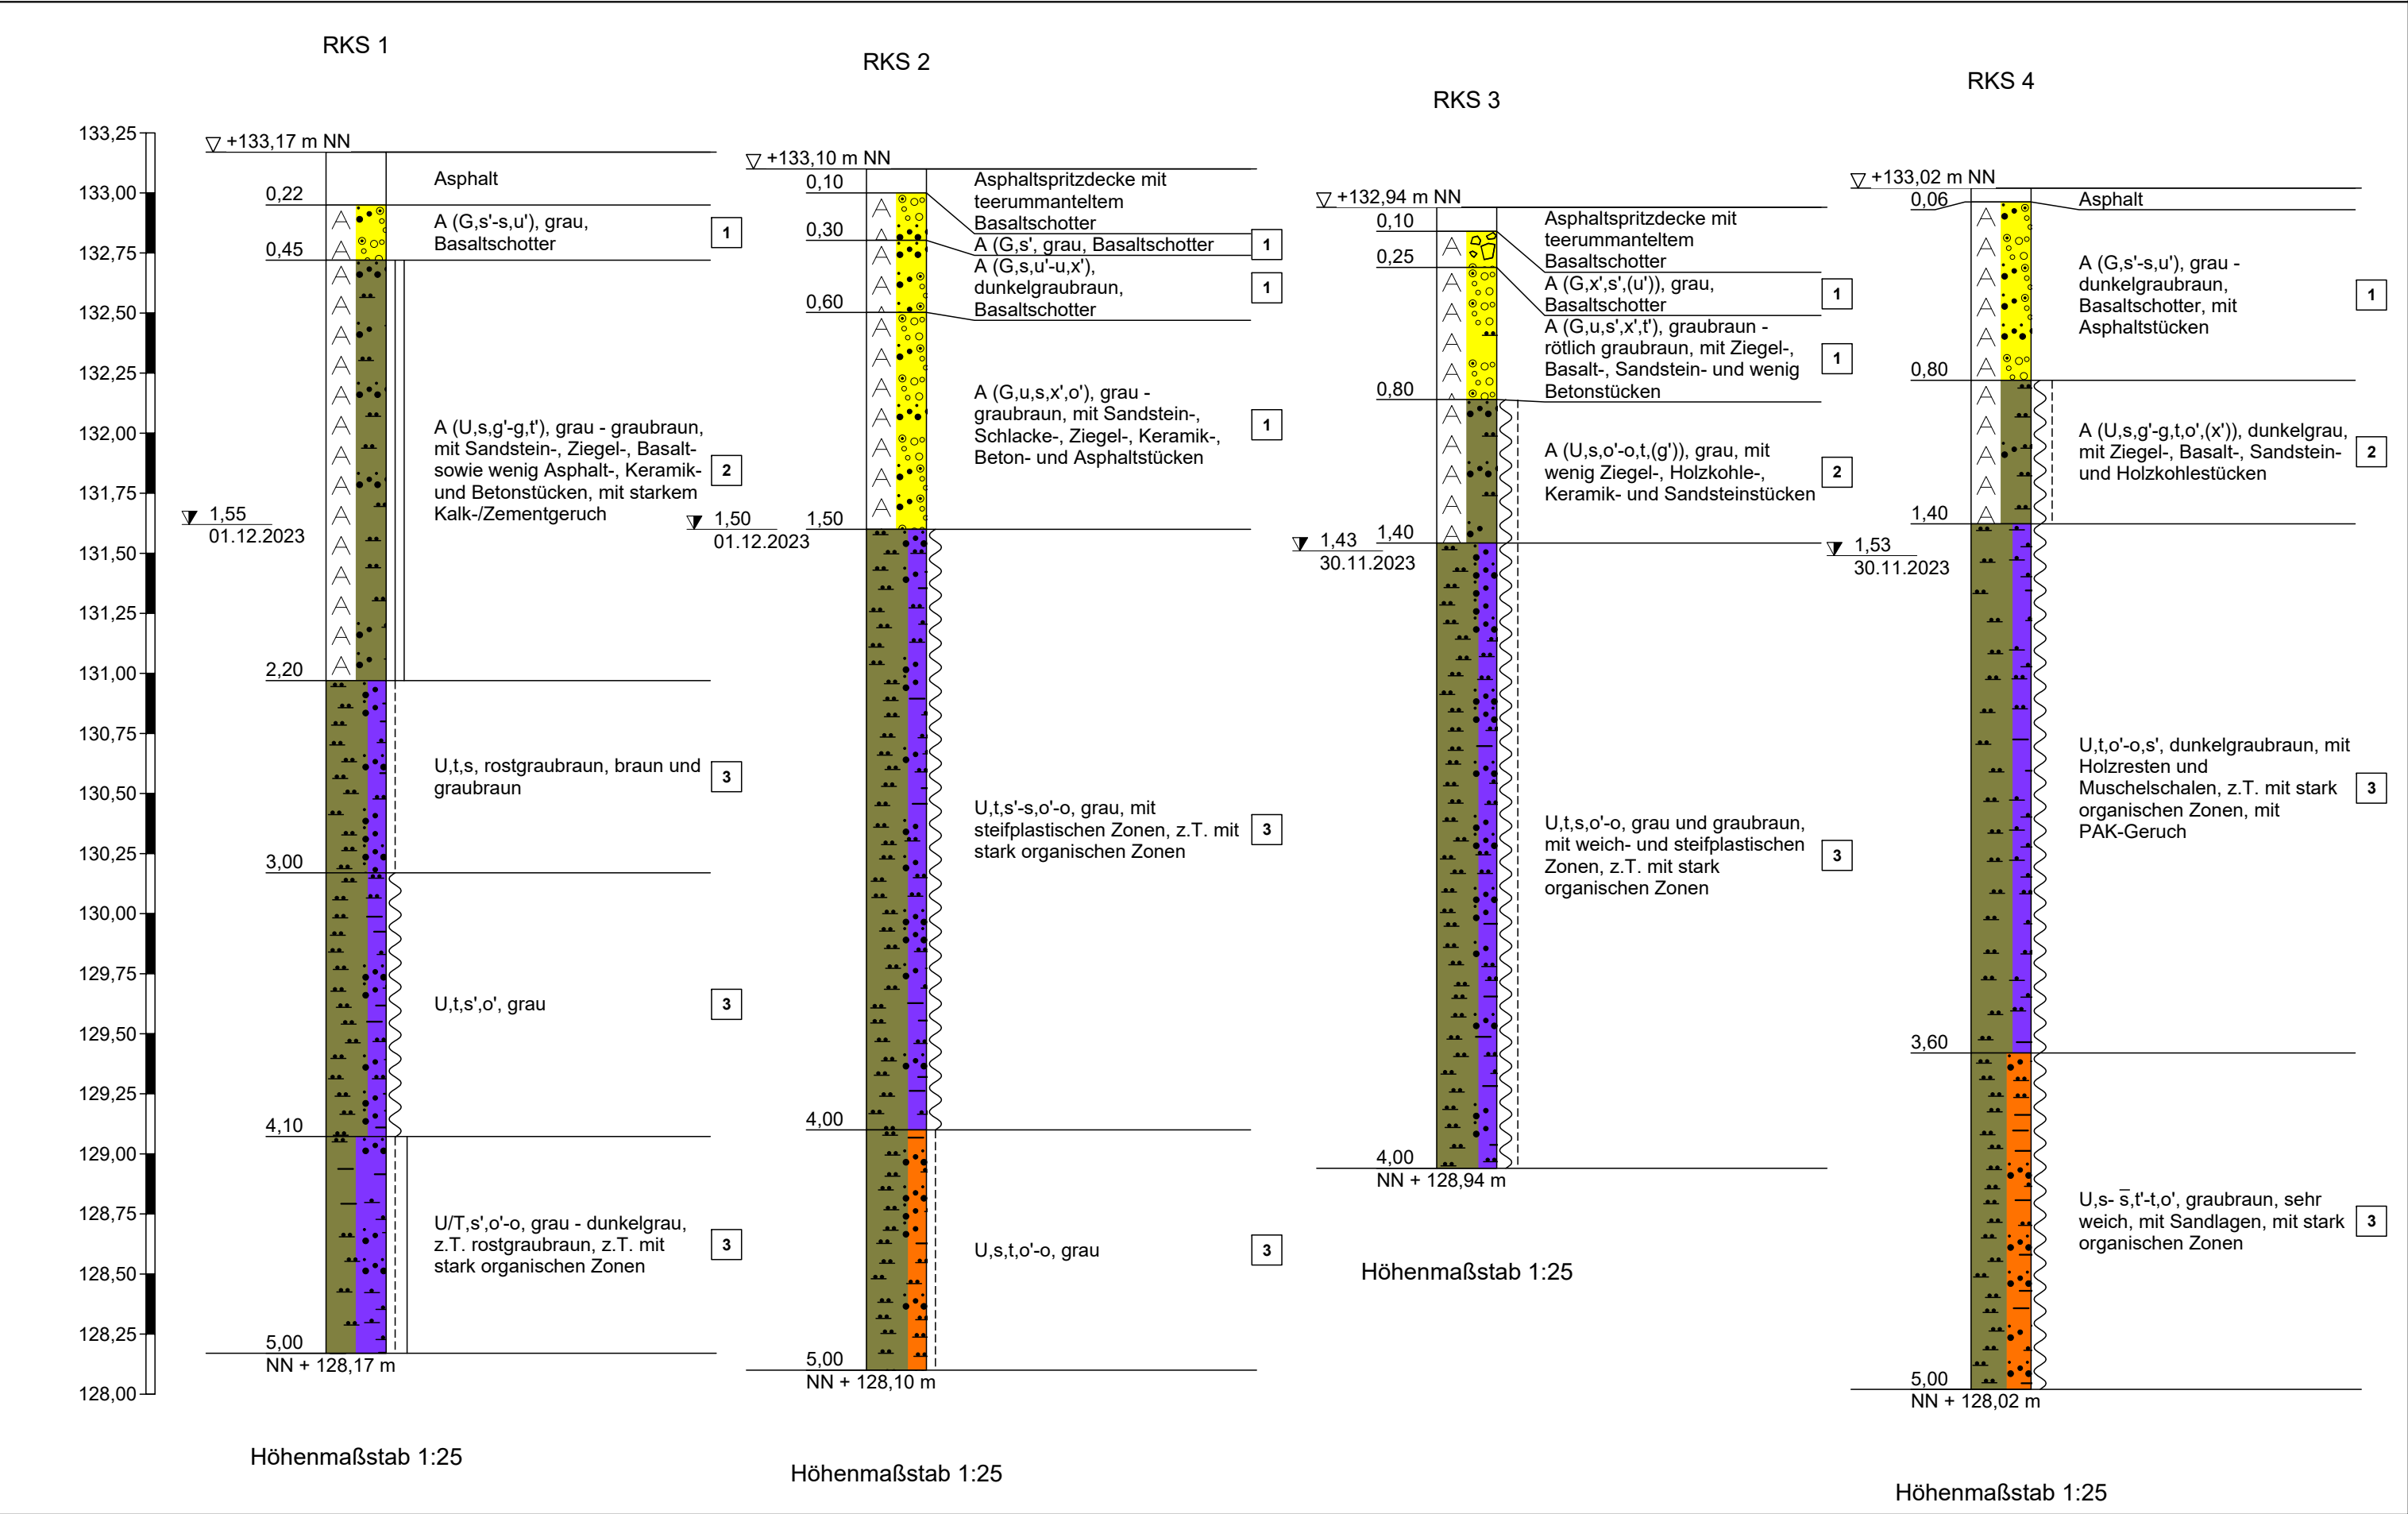 RKS 1
RKS 2
RKS 3
RKS 4
133,25
133,00
132,75
132,50
132,25
132,00
131,75
131,50
131,25
131,00
130,75
130,50
130,25
130,00
129,75
129,50
129,25
129,00
128,75
128,50
128,25
128,00
+133,17 m NN
0,22
Asphalt
0,45
A (G,s'-s,u'), grau,
Basaltschotter
1
A (U,s,g'-g,t'), grau - graubraun,
mit Sandstein-, Ziegel-, Basalt-
sowie wenig Asphalt-, Keramik-
und Betonstücken, mit starkem
Kalk-/Zementgeruch
2
1,55
01.12.2023
2,20
U,t,s, rostgraubraun, braun und
graubraun
3
3,00
U,t,s',o', grau
3
4,10
U/T,s',o'-o, grau - dunkelgrau,
z.T. rostgraubraun, z.T. mit
stark organischen Zonen
3
5,00
NN + 128,17 m
Höhenmaßstab 1:25
+133,10 m NN
0,10
Asphaltspritzdecke mit
teerummanteltem
Basaltschotter
0,30
A (G,s', grau, Basaltschotter
1
A (G,s,u'-u,x'),
dunkelgraubraun,
Basaltschotter
1
0,60
A (G,u,s,x',o'), grau -
graubraun, mit Sandstein-,
Schlacke-, Ziegel-, Keramik-,
Beton- und Asphaltstücken
1
1,50
01.12.2023
1,50
U,t,s'-s,o'-o, grau, mit
steifplastischen Zonen, z.T. mit
stark organischen Zonen
3
4,00
U,s,t,o'-o, grau
3
5,00
NN + 128,10 m
Höhenmaßstab 1:25
+132,94 m NN
0,10
Asphaltspritzdecke mit
teerummanteltem
Basaltschotter
0,25
A (G,x',s',(u')), grau,
Basaltschotter
1
A (G,u,s',x',t'), graubraun -
rötlich graubraun, mit Ziegel-,
Basalt-, Sandstein- und wenig
Betonstücken
1
0,80
A (U,s,o'-o,t,(g')), grau, mit
wenig Ziegel-, Holzkohle-,
Keramik- und Sandsteinstücken
2
1,43
30.11.2023
1,40
U,t,s,o'-o, grau und graubraun,
mit weich- und steifplastischen
Zonen, z.T. mit stark
organischen Zonen
3
4,00
NN + 128,94 m
Höhenmaßstab 1:25
+133,02 m NN
0,06
Asphalt
A (G,s'-s,u'), grau -
dunkelgraubraun,
Basaltschotter, mit
Asphaltstücken
1
0,80
A (U,s,g'-g,t,o',(x')), dunkelgrau,
mit Ziegel-, Basalt-, Sandstein-
und Holzkohlestücken
2
1,40
1,53
30.11.2023
U,t,o'-o,s', dunkelgraubraun, mit
Holzresten und
Muschelschalen, z.T. mit stark
organischen Zonen, mit
PAK-Geruch
3
3,60
U,s- s̅,t'-t,o', graubraun, sehr
weich, mit Sandlagen, mit stark
organischen Zonen
3
5,00
NN + 128,02 m
Höhenmaßstab 1:25